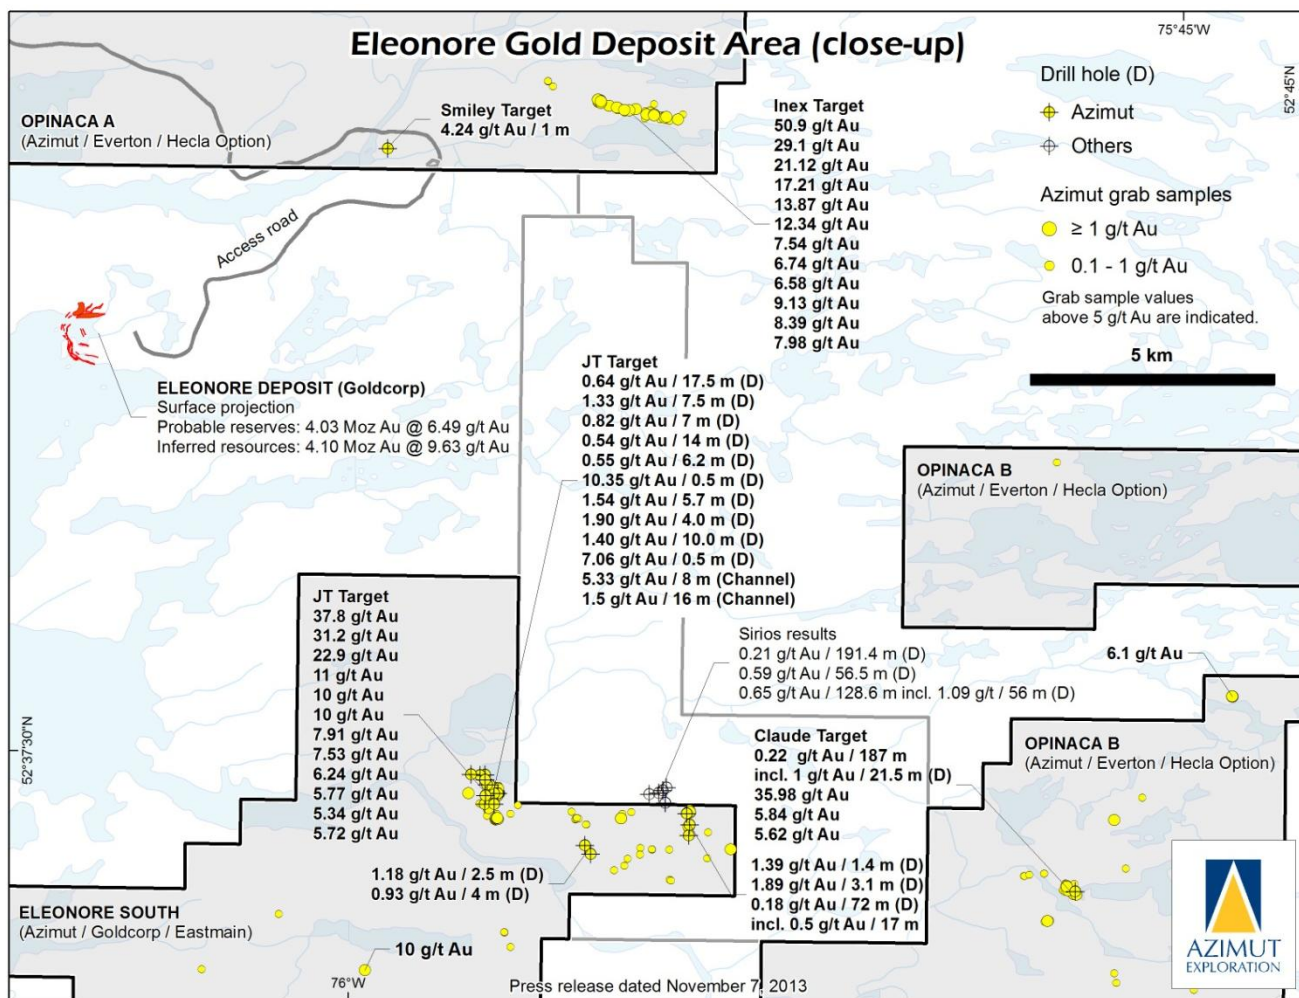 Eleonore Gold Deposit Area (close-up)
75°45'W
52°45'N
OPINACA A
(Azimut / Everton / Hecla Option)
Smiley Target
4.24 g/t Au / 1 m
Inex Target
50.9 g/t Au
29.1 g/t Au
21.12 g/t Au
17.21 g/t Au
13.87 g/t Au
12.34 g/t Au
7.54 g/t Au
6.74 g/t Au
6.58 g/t Au
9.13 g/t Au
8.39 g/t Au
7.98 g/t Au
Drill hole (D)
Azimut
Others
Azimut grab samples
≥ 1 g/t Au
0.1 - 1 g/t Au
Grab sample values
above 5 g/t Au are indicated.
5 km
Access road
ELEONORE DEPOSIT (Goldcorp)
Surface projection
Probable reserves: 4.03 Moz Au @ 6.49 g/t Au
Inferred resources: 4.10 Moz Au @ 9.63 g/t Au
JT Target
0.64 g/t Au / 17.5 m (D)
1.33 g/t Au / 7.5 m (D)
0.82 g/t Au / 7 m (D)
0.54 g/t Au / 14 m (D)
0.55 g/t Au / 6.2 m (D)
10.35 g/t Au / 0.5 m (D)
1.54 g/t Au / 5.7 m (D)
1.90 g/t Au / 4.0 m (D)
1.40 g/t Au / 10.0 m (D)
7.06 g/t Au / 0.5 m (D)
5.33 g/t Au / 8 m (Channel)
1.5 g/t Au / 16 m (Channel)
OPINACA B
(Azimut / Everton / Hecla Option)
JT Target
37.8 g/t Au
31.2 g/t Au
22.9 g/t Au
11 g/t Au
10 g/t Au
10 g/t Au
7.91 g/t Au
7.53 g/t Au
6.24 g/t Au
5.77 g/t Au
5.34 g/t Au
5.72 g/t Au
Sirios results
0.21 g/t Au / 191.4 m (D)
0.59 g/t Au / 56.5 m (D)
0.65 g/t Au / 128.6 m incl. 1.09 g/t / 56 m (D)
6.1 g/t Au
52°37'30"N
Claude Target
0.22 g/t Au / 187 m
incl. 1 g/t Au / 21.5 m (D)
35.98 g/t Au
5.84 g/t Au
5.62 g/t Au
OPINACA B
(Azimut / Everton / Hecla Option)
1.39 g/t Au / 1.4 m (D)
1.89 g/t Au / 3.1 m (D)
0.18 g/t Au / 72 m (D)
incl. 0.5 g/t Au / 17 m
1.18 g/t Au / 2.5 m (D)
0.93 g/t Au / 4 m (D)
ELEONORE SOUTH
(Azimut / Goldcorp / Eastmain)
10 g/t Au
76°W
Press release dated November 7, 2013
AZIMUT
EXPLORATION